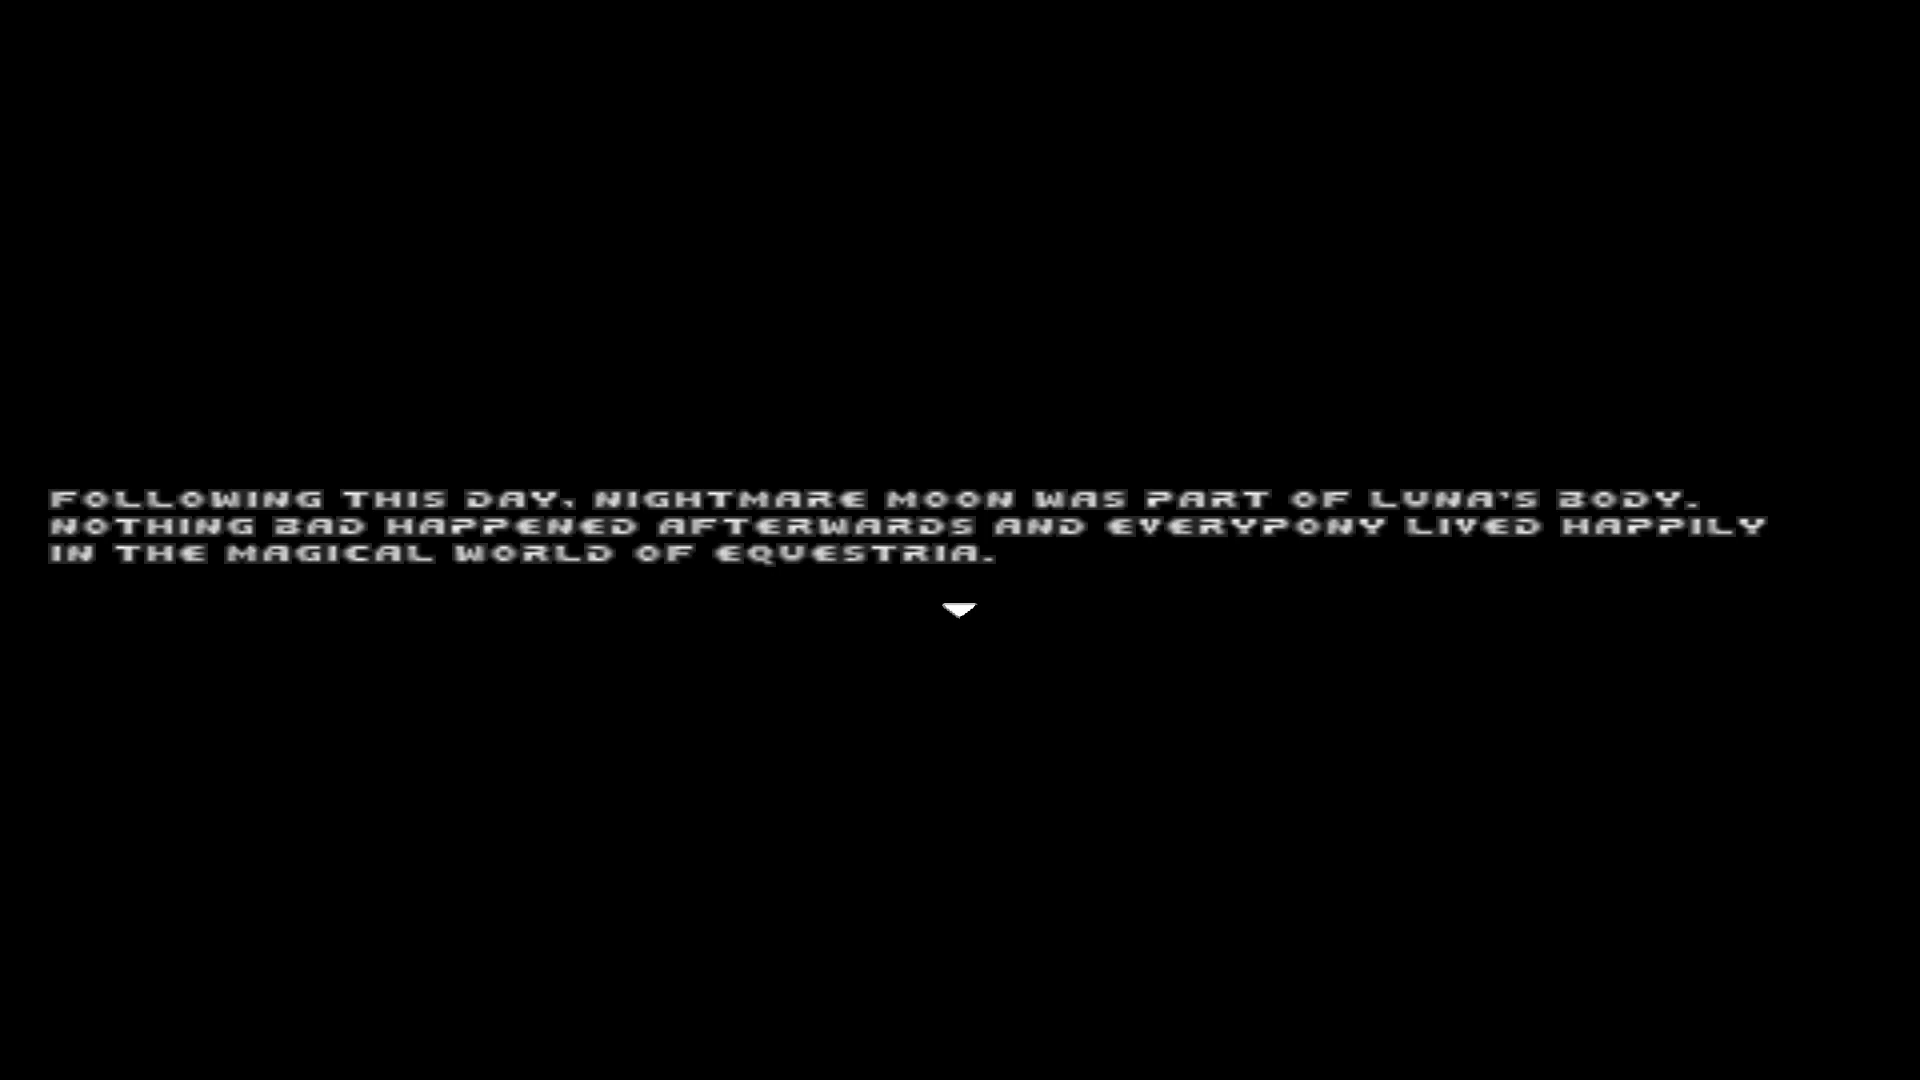 FOLLOWING THIS DAY, NIGHTMARE MOON WAS PART OF LUNA'S BODY.
NOTHING BAD HAPPENED AFTERWARDS AND EVERYPONY LIVED HAPPILY
IN THE MAGICAL WORLD OF EQUESTRIA.